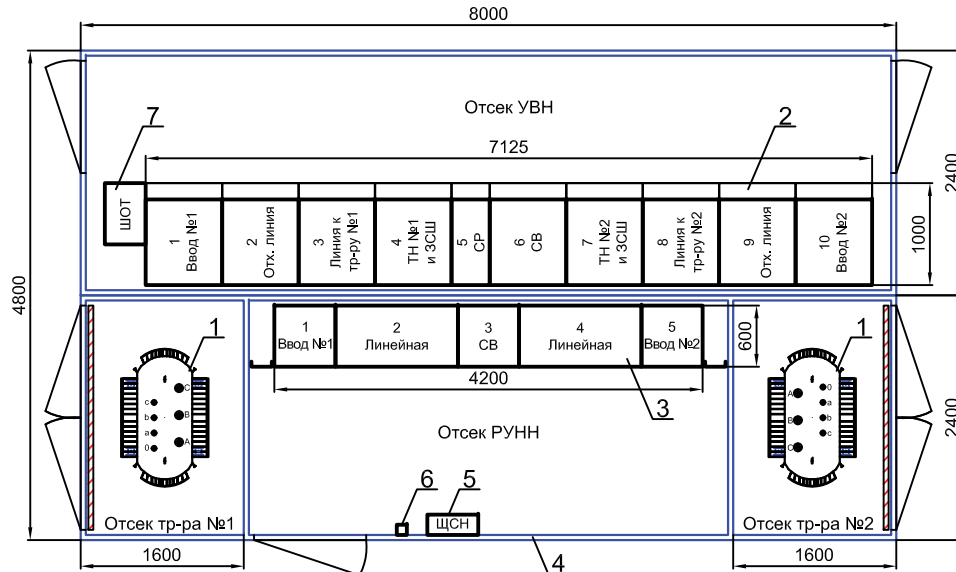 8000
Отсек УВН
7
2
7125
ШОТ
1
Ввод №1
2
Отх. линия
3
Линия к
тр-ру №1
4
ТН №1
и ЗСШ
5
СР
6
СВ
7
ТН №2
и ЗСШ
8
Линия к
тр-ру №2
9
Отх. линия
10
Ввод №2
1000
2400
4800
1
Ввод №1
2
Линейная
3
СВ
4
Линейная
5
Ввод №2
600
4200
3
1
c
b
a
0
C
B
A
1
A
B
C
0
a
b
c
2400
Отсек РУНН
6
5
ЩСН
4
Отсек тр-ра №1
Отсек тр-ра №2
1600
1600